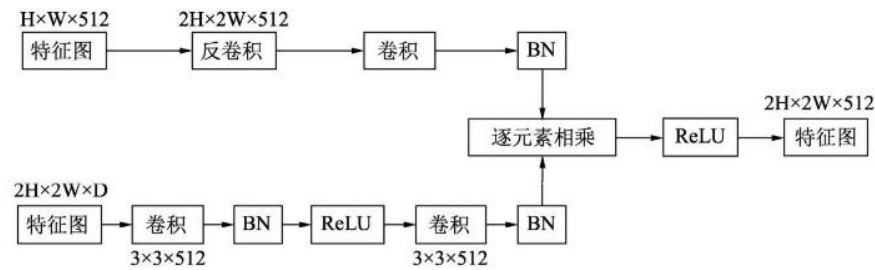 H×W×512
2H×2W×512
特征图
反卷积
卷积
BN
逐元素相乘
ReLU
2H×2W×512
特征图
2H×2W×D
特征图
卷积
3×3×512
BN
ReLU
卷积
3×3×512
BN